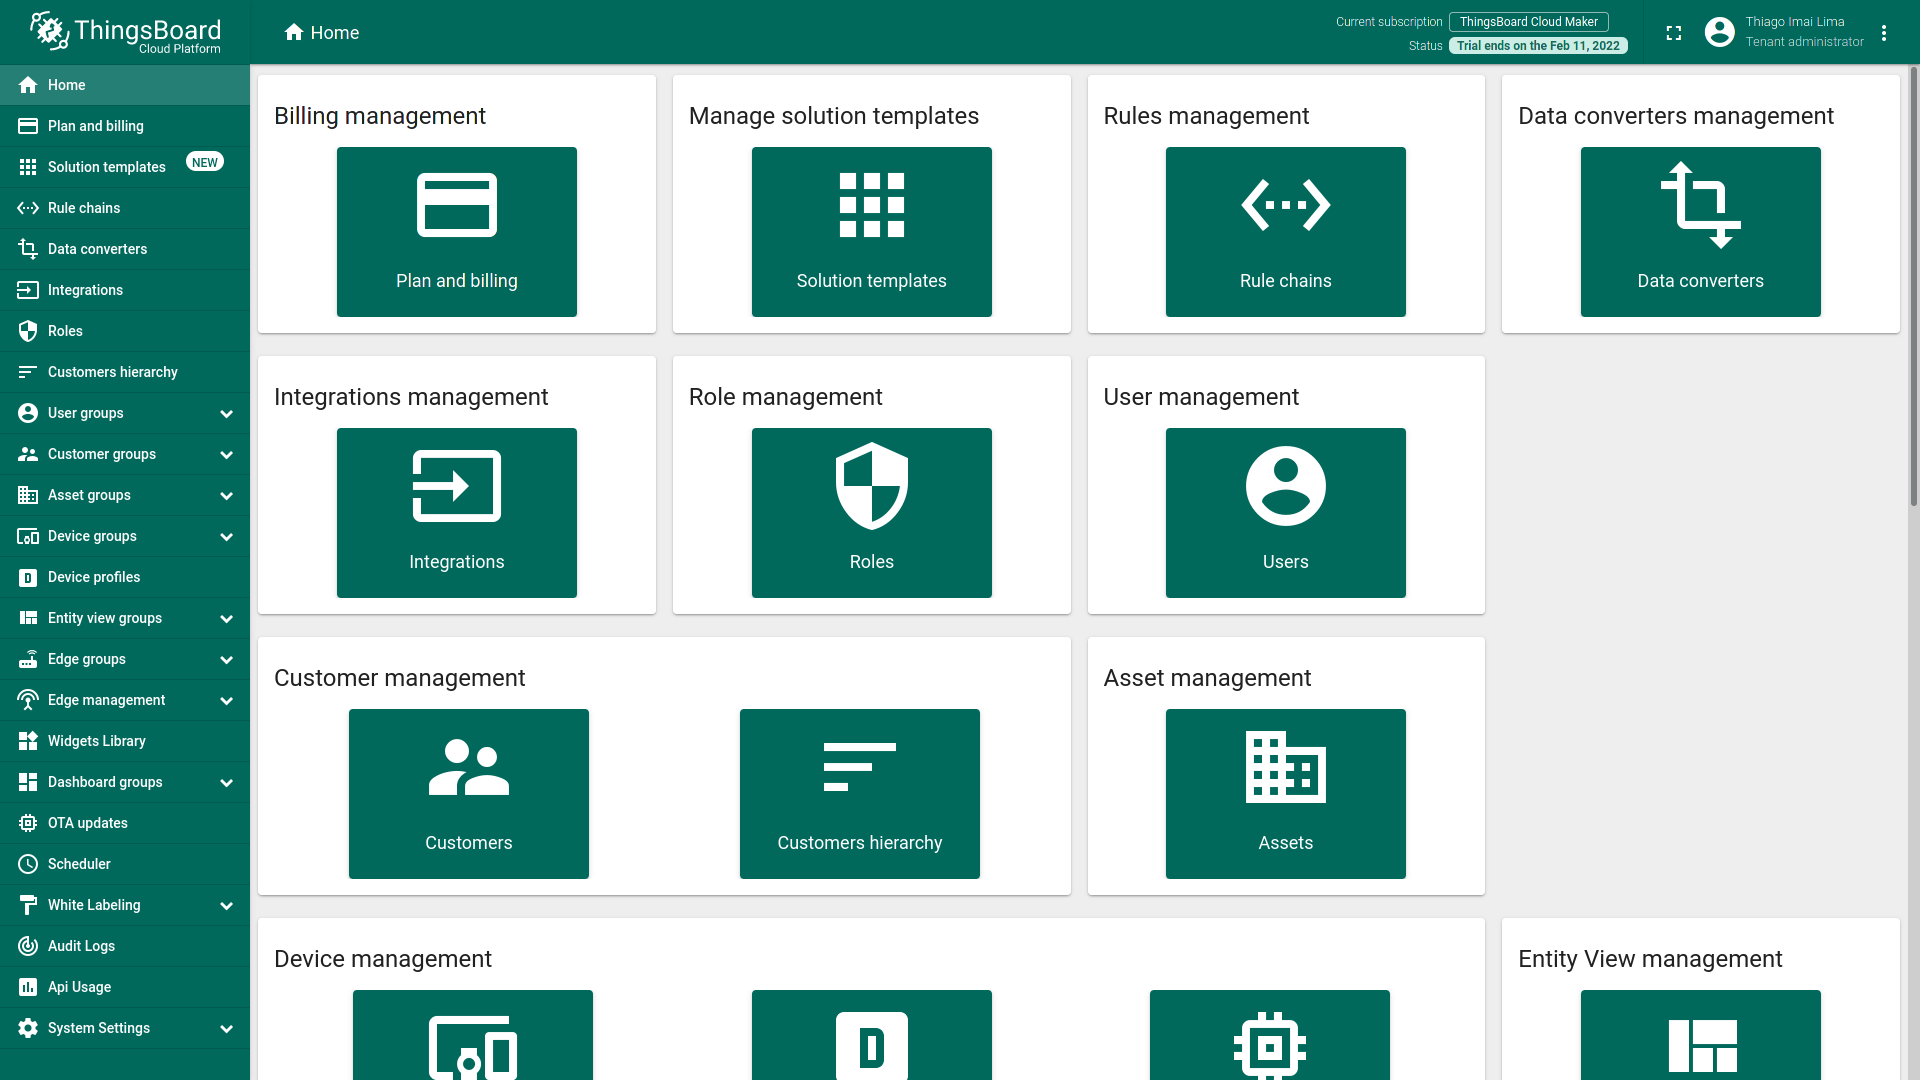 ThingsBoard
Cloud Platform
Home
Current subscription ThingsBoard Cloud Maker
Status Trial ends on the Feb 11, 2022
Thiago Imai Lima
Tenant administrator
Home
Plan and billing
Solution templates NEW
Rule chains
Data converters
Integrations
Roles
Customers hierarchy
User groups
Customer groups
Asset groups
Device groups
Device profiles
Entity view groups
Edge groups
Edge management
Widgets Library
Dashboard groups
OTA updates
Scheduler
White Labeling
Audit Logs
Api Usage
System Settings
Billing management
Plan and billing
Manage solution templates
Solution templates
Rules management
Rule chains
Data converters management
Data converters
Integrations management
Integrations
Role management
Roles
User management
Users
Customer management
Customers
Customers hierarchy
Asset management
Assets
Device management
Entity View management